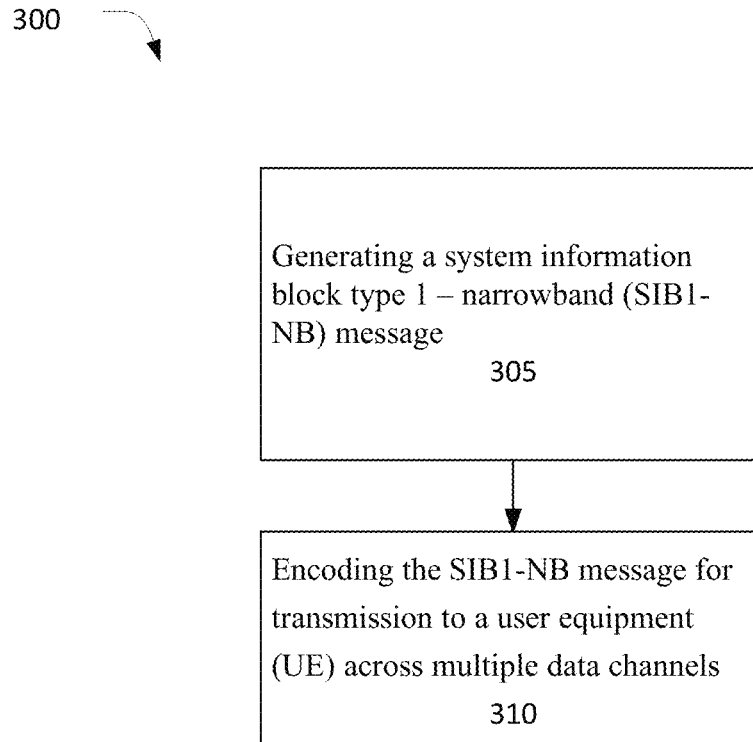 300
Generating a system information
block type 1 – narrowband (SIB1-
NB) message
305
Encoding the SIB1-NB message for
transmission to a user equipment
(UE) across multiple data channels
310